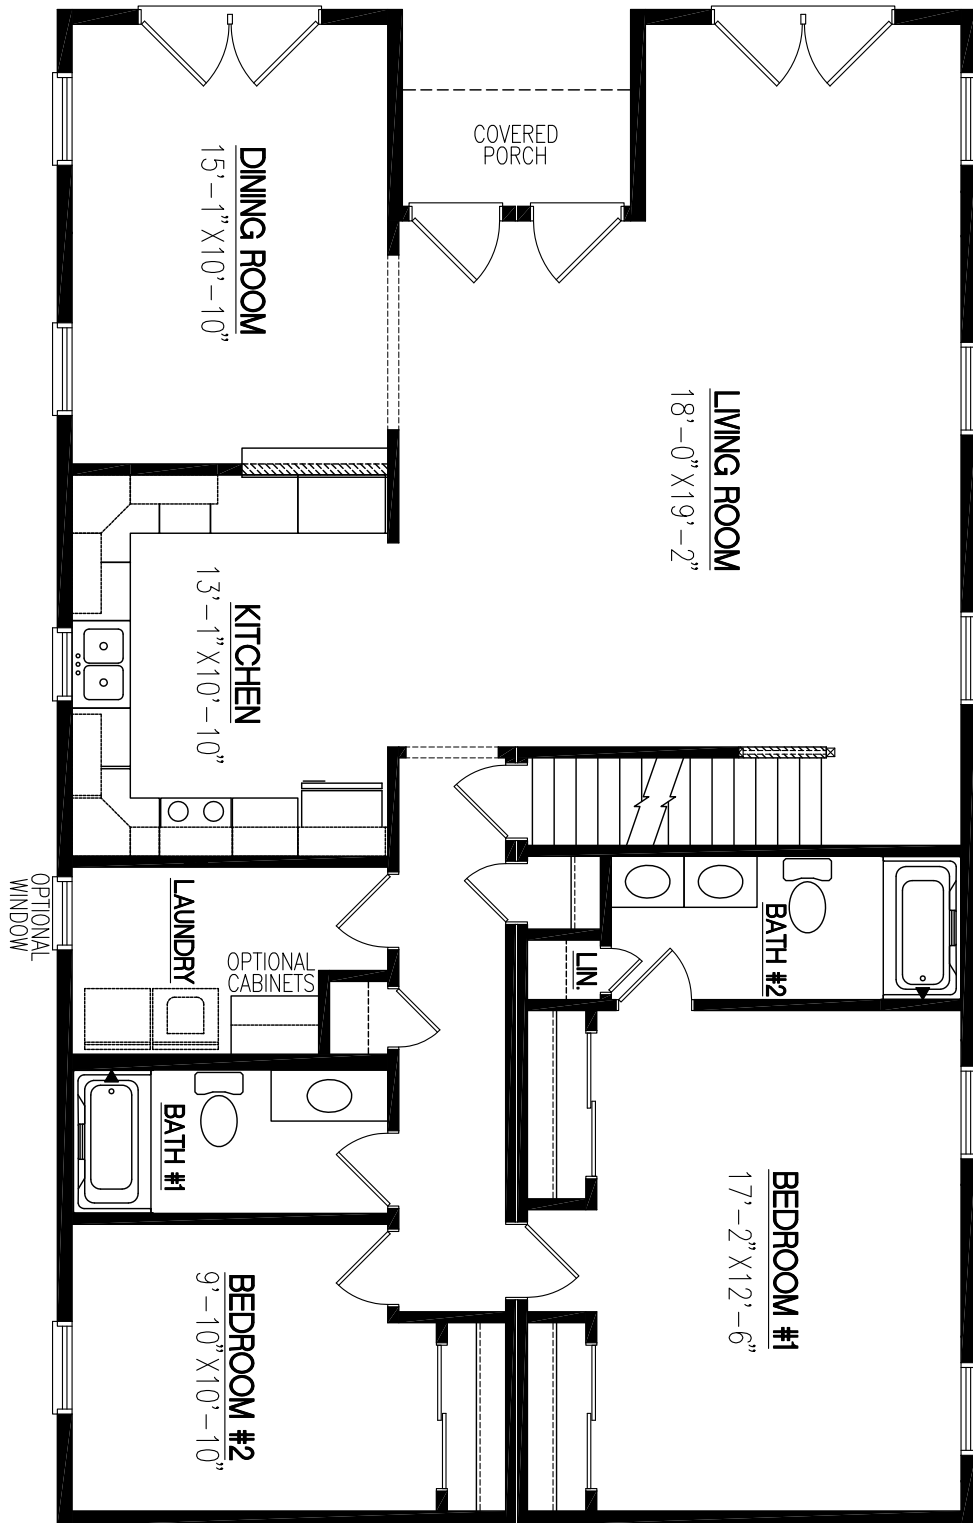 COVERED
PORCH
DINING ROOM
15'-1"X10'-10"
LIVING ROOM
18'-0"X19'-2"
KITCHEN
13'-1"X10'-10"
OPTIONAL
WINDOW
LAUNDRY
OPTIONAL
CABINETS
LIN.
BATH #2
BATH #1
BEDROOM #1
17'-2"X12'-6"
BEDROOM #2
9'-10"X10'-10"